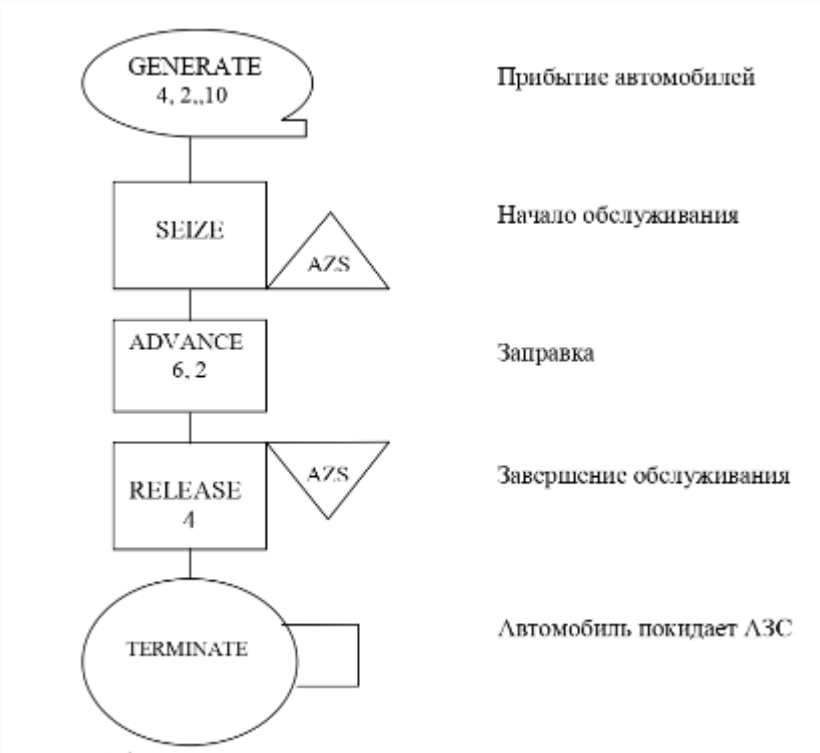 GENERATE
4, 2,,10
Прибытие автомобилей
SEIZE
AZS
Начало обслуживания
ADVANCE
6, 2
Заправка
RELEASE
4
AZS
Завершение обслуживания
TERMINATE
Автомобиль покидает АЗС